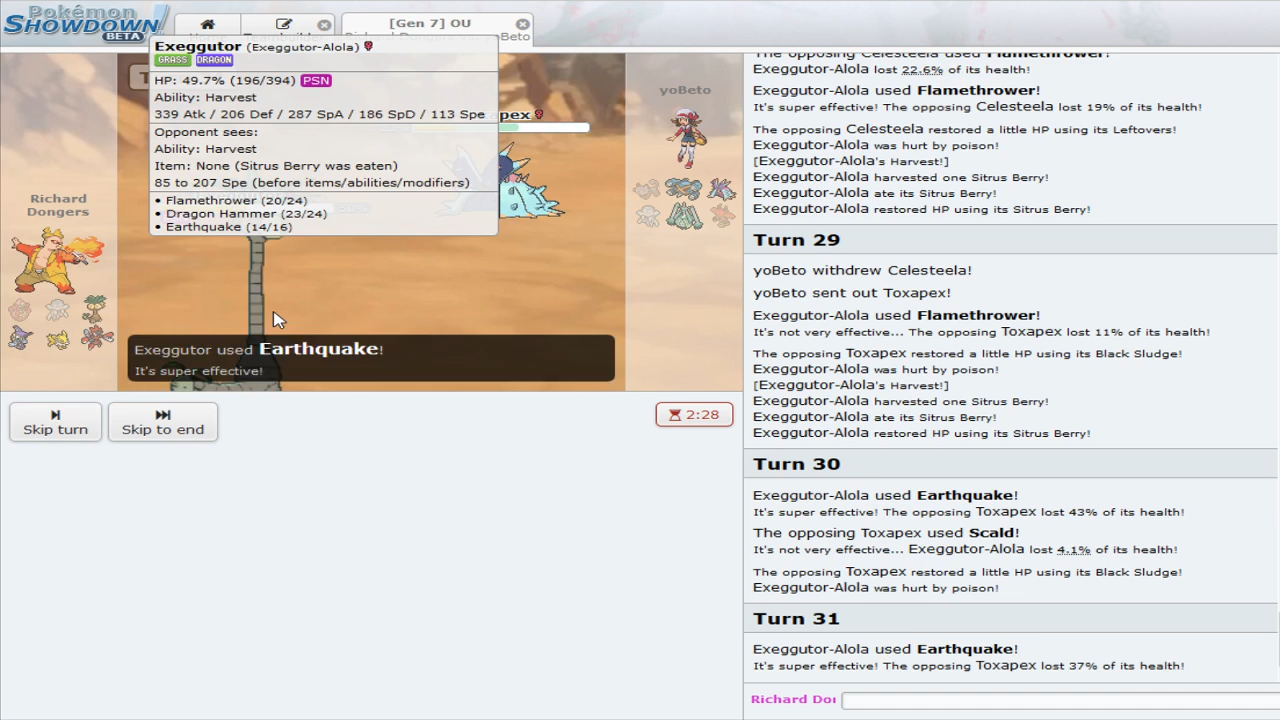 Pokémon
SHOWDOWN!
BETA
[Gen 7] OU
Exeggutor (Exeggutor-Alola)
GRASS DRAGON
HP: 49.7% (196/394) PSN
Ability: Harvest
339 Atk / 206 Def / 287 SpA / 186 SpD / 113 Spe
Opponent sees:
Ability: Harvest
Item: None (Sitrus Berry was eaten)
85 to 207 Spe (before items/abilities/modifiers)
• Flamethrower (20/24)
• Dragon Hammer (23/24)
• Earthquake (14/16)
pex
yoBeto
Richard
Dongers
Exeggutor used Earthquake!
It's super effective!
Skip turn
Skip to end
2:28
The opposing Celesteela used Flamethrower!
Exeggutor-Alola lost 22.6% of its health!
Exeggutor-Alola used Flamethrower!
It's super effective! The opposing Celesteela lost 19% of its health!
The opposing Celesteela restored a little HP using its Leftovers!
Exeggutor-Alola was hurt by poison!
[Exeggutor-Alola's Harvest!]
Exeggutor-Alola harvested one Sitrus Berry!
Exeggutor-Alola ate its Sitrus Berry!
Exeggutor-Alola restored HP using its Sitrus Berry!
Turn 29
yoBeto withdrew Celesteela!
yoBeto sent out Toxapex!
Exeggutor-Alola used Flamethrower!
It's not very effective... The opposing Toxapex lost 11% of its health!
The opposing Toxapex restored a little HP using its Black Sludge!
Exeggutor-Alola was hurt by poison!
[Exeggutor-Alola's Harvest!]
Exeggutor-Alola harvested one Sitrus Berry!
Exeggutor-Alola ate its Sitrus Berry!
Exeggutor-Alola restored HP using its Sitrus Berry!
Turn 30
Exeggutor-Alola used Earthquake!
It's super effective! The opposing Toxapex lost 43% of its health!
The opposing Toxapex used Scald!
It's not very effective... Exeggutor-Alola lost 4.1% of its health!
The opposing Toxapex restored a little HP using its Black Sludge!
Exeggutor-Alola was hurt by poison!
Turn 31
Exeggutor-Alola used Earthquake!
It's super effective! The opposing Toxapex lost 37% of its health!
Richard Doi